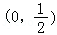 (0, 1/2)